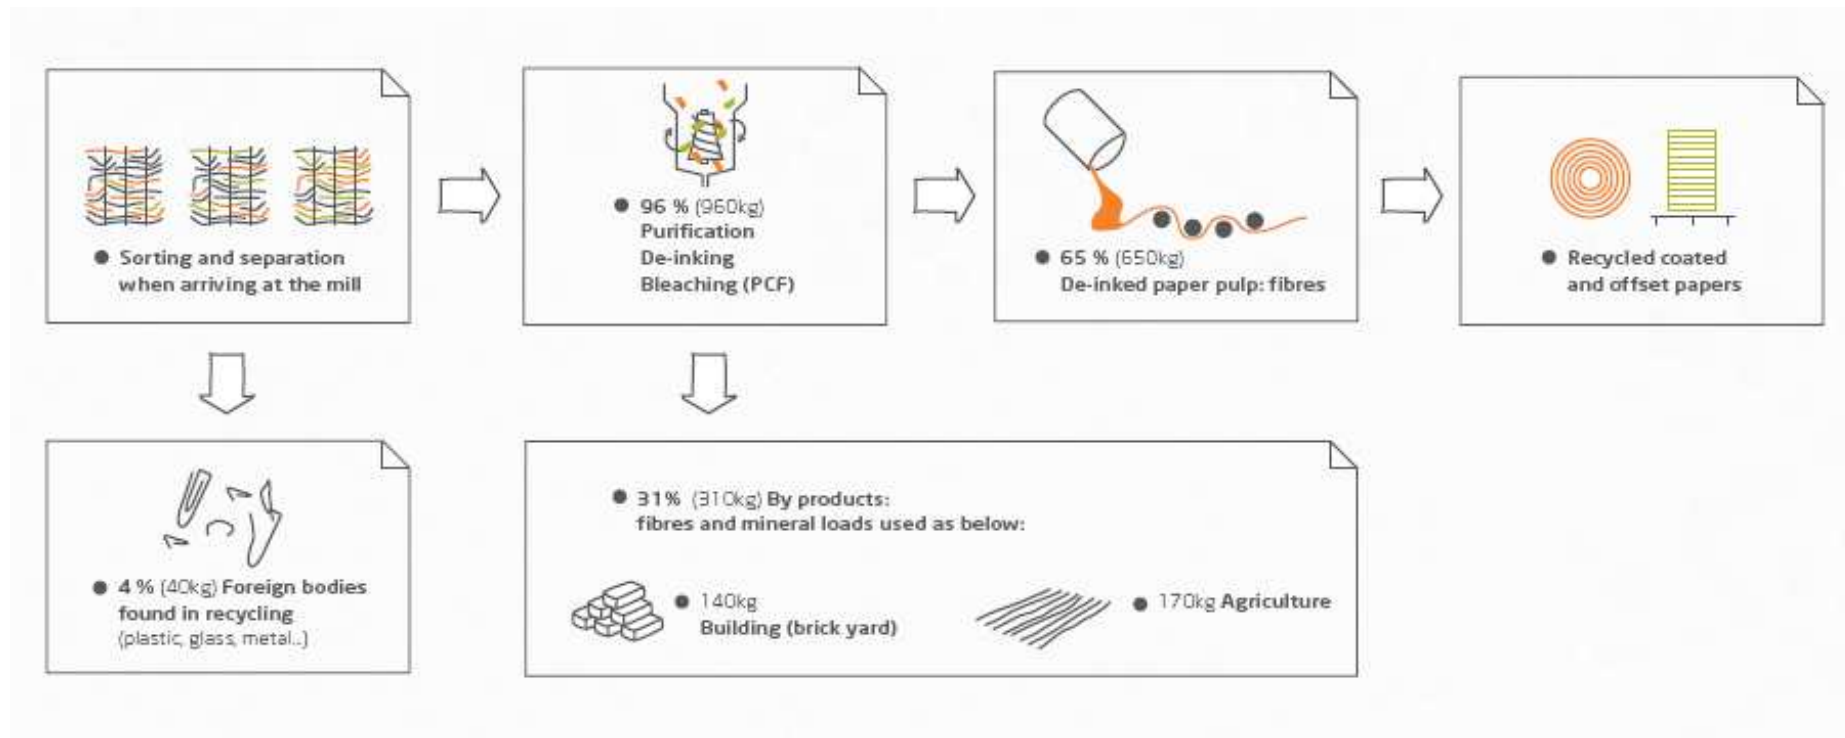 Sorting and separation
when arriving at the mill
96 % (960kg)
Purification
De-inking
Bleaching (PCF)
65 % (650kg)
De-inked paper pulp: fibres
Recycled coated
and offset papers
4 % (40kg) Foreign bodies
found in recycling
(plastic, glass, metal...)
31% (310kg) By products:
fibres and mineral loads used as below:
140kg
Building (brick yard)
170kg Agriculture